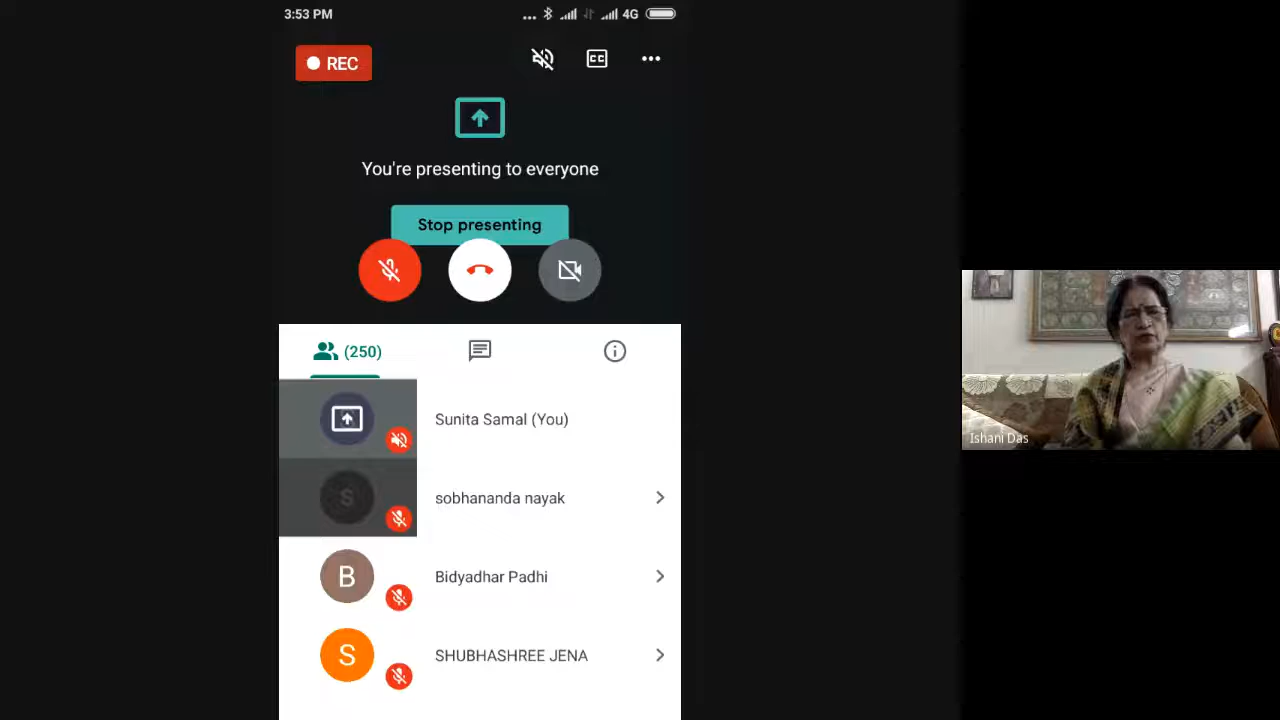 3:53 PM
... 4G
REC
CC
You're presenting to everyone
Stop presenting
(250)
Sunita Samal (You)
S
sobhananda nayak
B
Bidyadhar Padhi
S
SHUBHASHREE JENA
Ishani Das